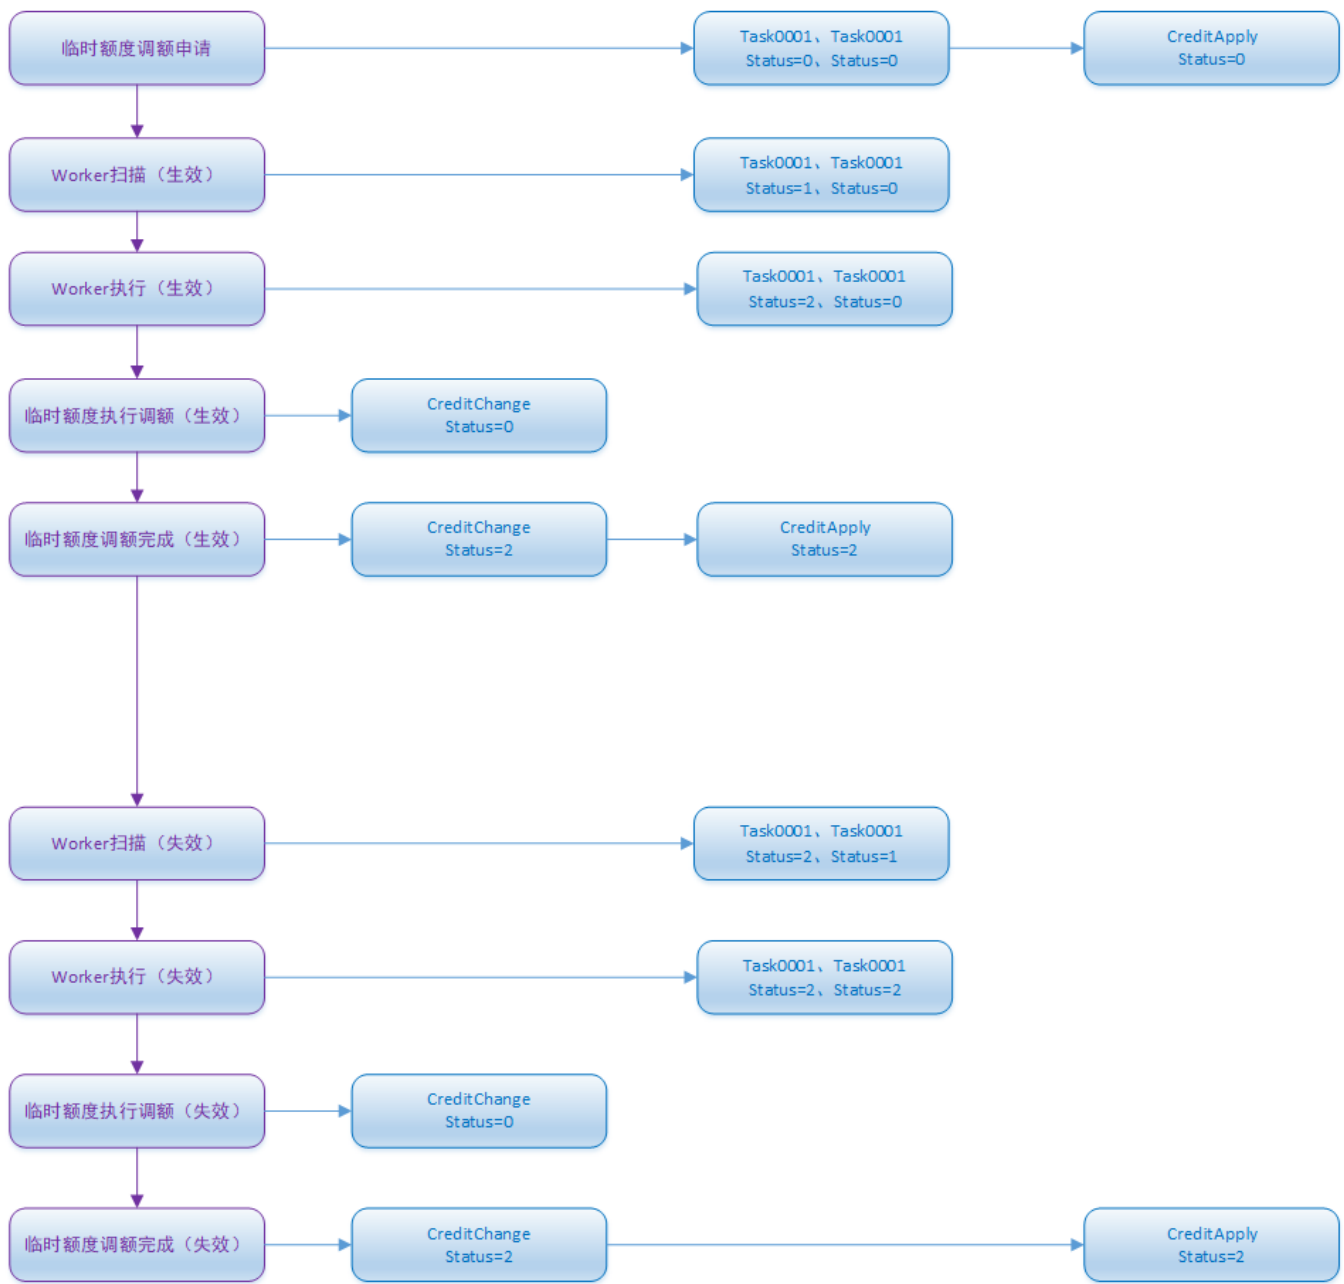 临时额度调额申请
Task0001、Task0001
Status=0、Status=0
CreditApply
Status=0
Worker扫描（生效）
Task0001、Task0001
Status=1、Status=0
Worker执行（生效）
Task0001、Task0001
Status=2、Status=0
临时额度执行调额（生效）
CreditChange
Status=0
临时额度调额完成（生效）
CreditChange
Status=2
CreditApply
Status=2
Worker扫描（失效）
Task0001、Task0001
Status=2、Status=1
Worker执行（失效）
Task0001、Task0001
Status=2、Status=2
临时额度执行调额（失效）
CreditChange
Status=0
临时额度调额完成（失效）
CreditChange
Status=2
CreditApply
Status=2